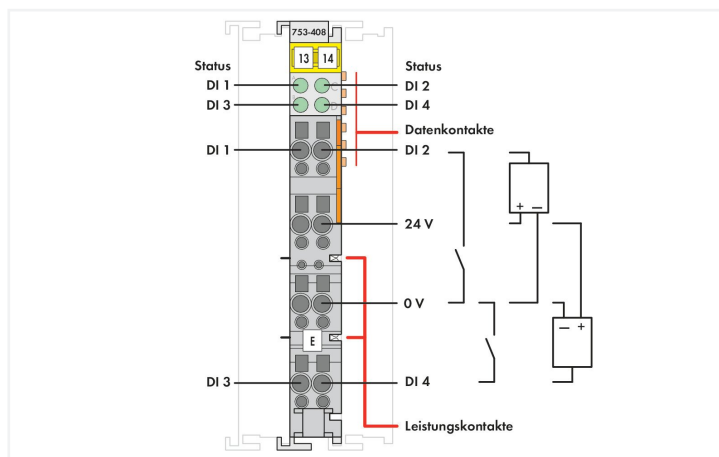 753-408
13 14
Status Status
DI 1 DI 2
DI 3 DI 4
C
D
Datenkontakte
DI 1 DI 2
+ –
24 V
0 V
– +
E
DI 3 DI 4
Leistungskontakte